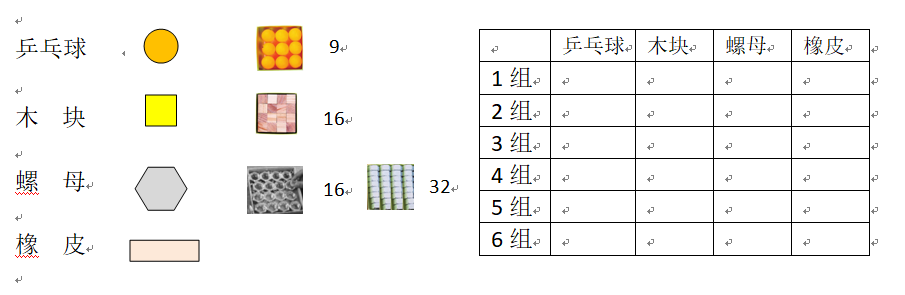 乒乓球 9
木 块 16
螺 母 16 32
橡 皮
乒乓球 木块 螺母 橡皮
1组
2组
3组
4组
5组
6组